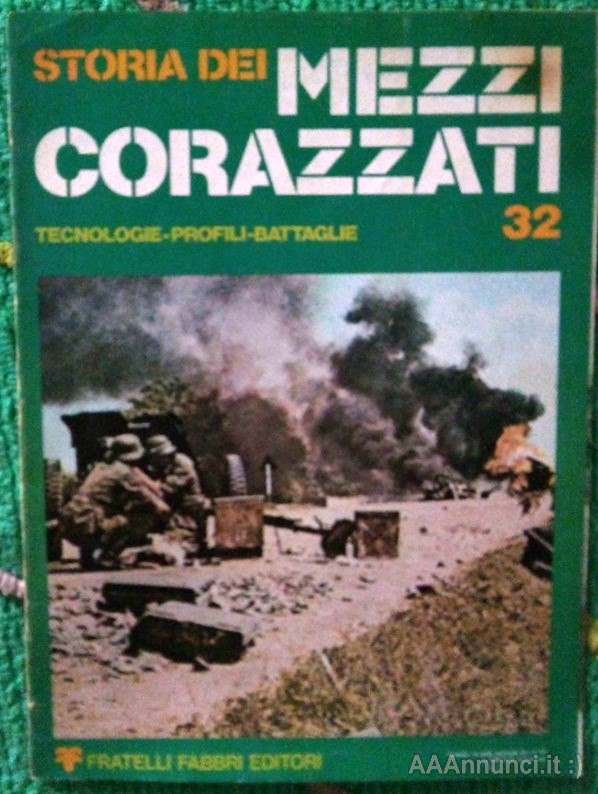 STORIA DEI MEZZI
CORAZZATI
TECNOLOGIE-PROFILI-BATTAGLIE
32
FRATELLI FABBRI EDITORI
AAAnnunci.it :)